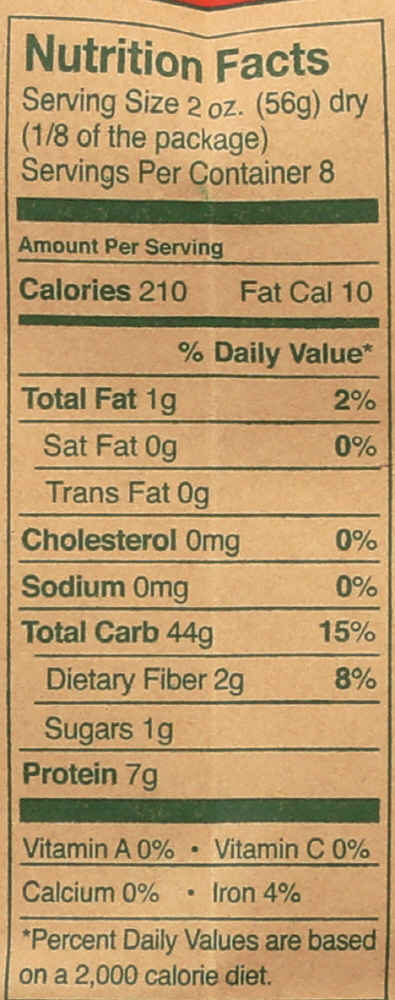 Nutrition Facts
Serving Size 2 oz. (56g) dry
(1/8 of the package)
Servings Per Container 8
Amount Per Serving
Calories 210 Fat Cal 10
% Daily Value*
Total Fat 1g 2%
Sat Fat 0g 0%
Trans Fat 0g
Cholesterol 0mg 0%
Sodium 0mg 0%
Total Carb 44g 15%
Dietary Fiber 2g 8%
Sugars 1g
Protein 7g
Vitamin A 0% • Vitamin C 0%
Calcium 0% • Iron 4%
*Percent Daily Values are based
on a 2,000 calorie diet.